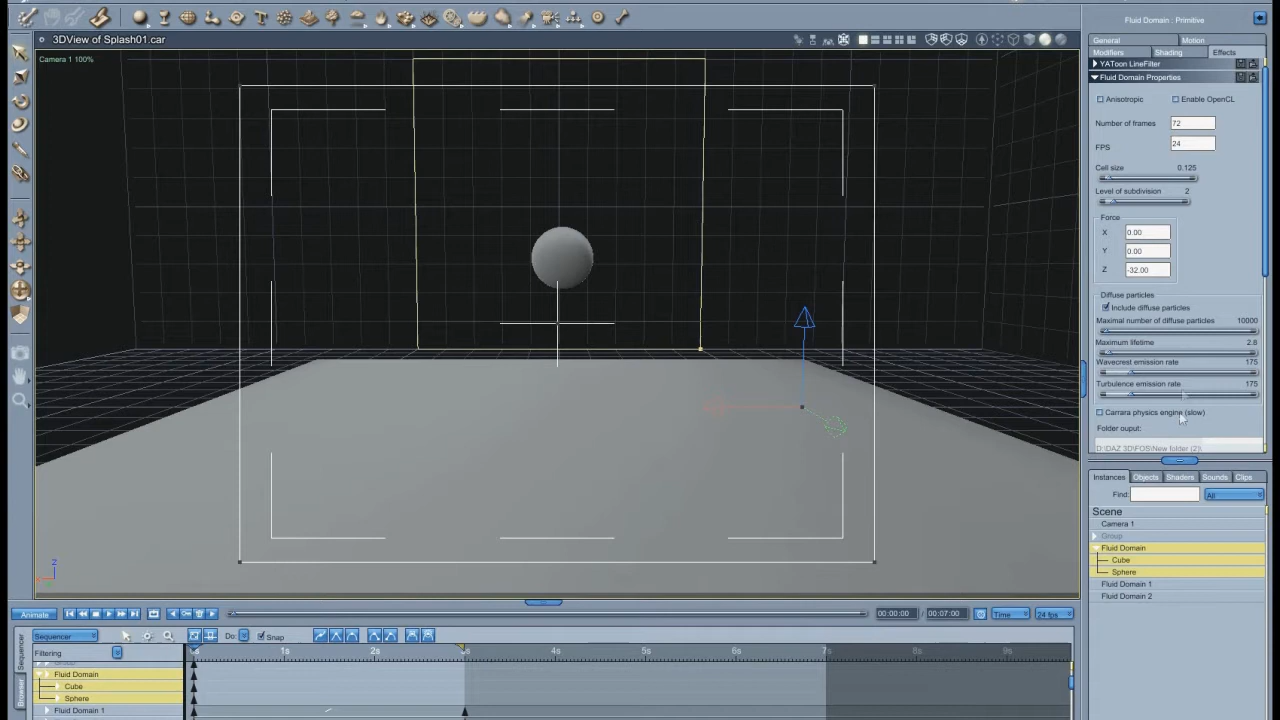 Fluid Domain : Primitive
3DView of Splash01.car
General
Motion
Modifiers
Shading
Effects
Camera 1 100%
YAToon LineFilter
Fluid Domain Properties
Anisotropic
Enable OpenCL
Number of frames
72
FPS
24
Cell size
0.125
Level of subdivision
2
Force
X
0.00
Y
0.00
Z
-32.00
Diffuse particles
Include diffuse particles
Maximal number of diffuse particles
10000
Maximum lifetime
2.8
Wavecrest emission rate
175
Turbulence emission rate
175
Carrara physics engine (slow)
Folder ouput:
D:\DAZ 3D\FOS\New folder (2)\
Instances
Objects
Shaders
Sounds
Clips
Find:
All
Scene
Camera 1
Group
Fluid Domain
Cube
Sphere
Fluid Domain 1
Fluid Domain 2
Z
Animate
00:00:00
/
00:07:00
Time
24 fps
Sequencer
Sequencer
Do:
Snap
Filtering
0s
1s
2s
3s
4s
5s
6s
7s
8s
9s
Group
Fluid Domain
Cube
Sphere
Fluid Domain 1
Browser